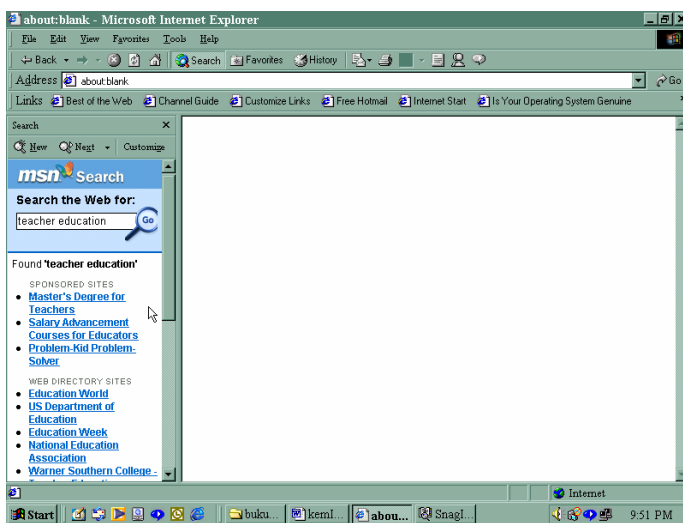 about:blank - Microsoft Internet Explorer
File Edit View Favorites Tools Help
Back Search Favorites History
Address about:blank Go
Links Best of the Web Channel Guide Customize Links Free Hotmail Internet Start Is Your Operating System Genuine
Search
New Next Customize
msn Search
Search the Web for:
teacher education Go
Found 'teacher education'
SPONSORED SITES
Master's Degree for
Teachers
Salary Advancement
Courses for Educators
Problem-Kid Problem-
Solver
WEB DIRECTORY SITES
Education World
US Department of
Education
Education Week
National Education
Association
Warner Southern College -
Internet
Start buku... kemI... abou... SnagI... 9:51 PM